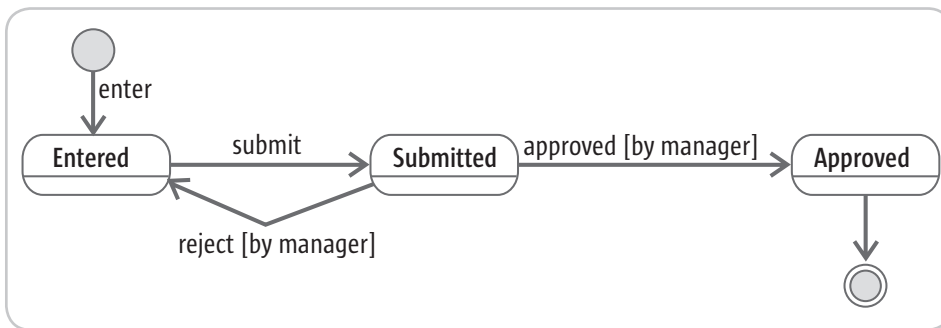 enter
Entered
submit
Submitted
approved [by manager]
Approved
reject [by manager]